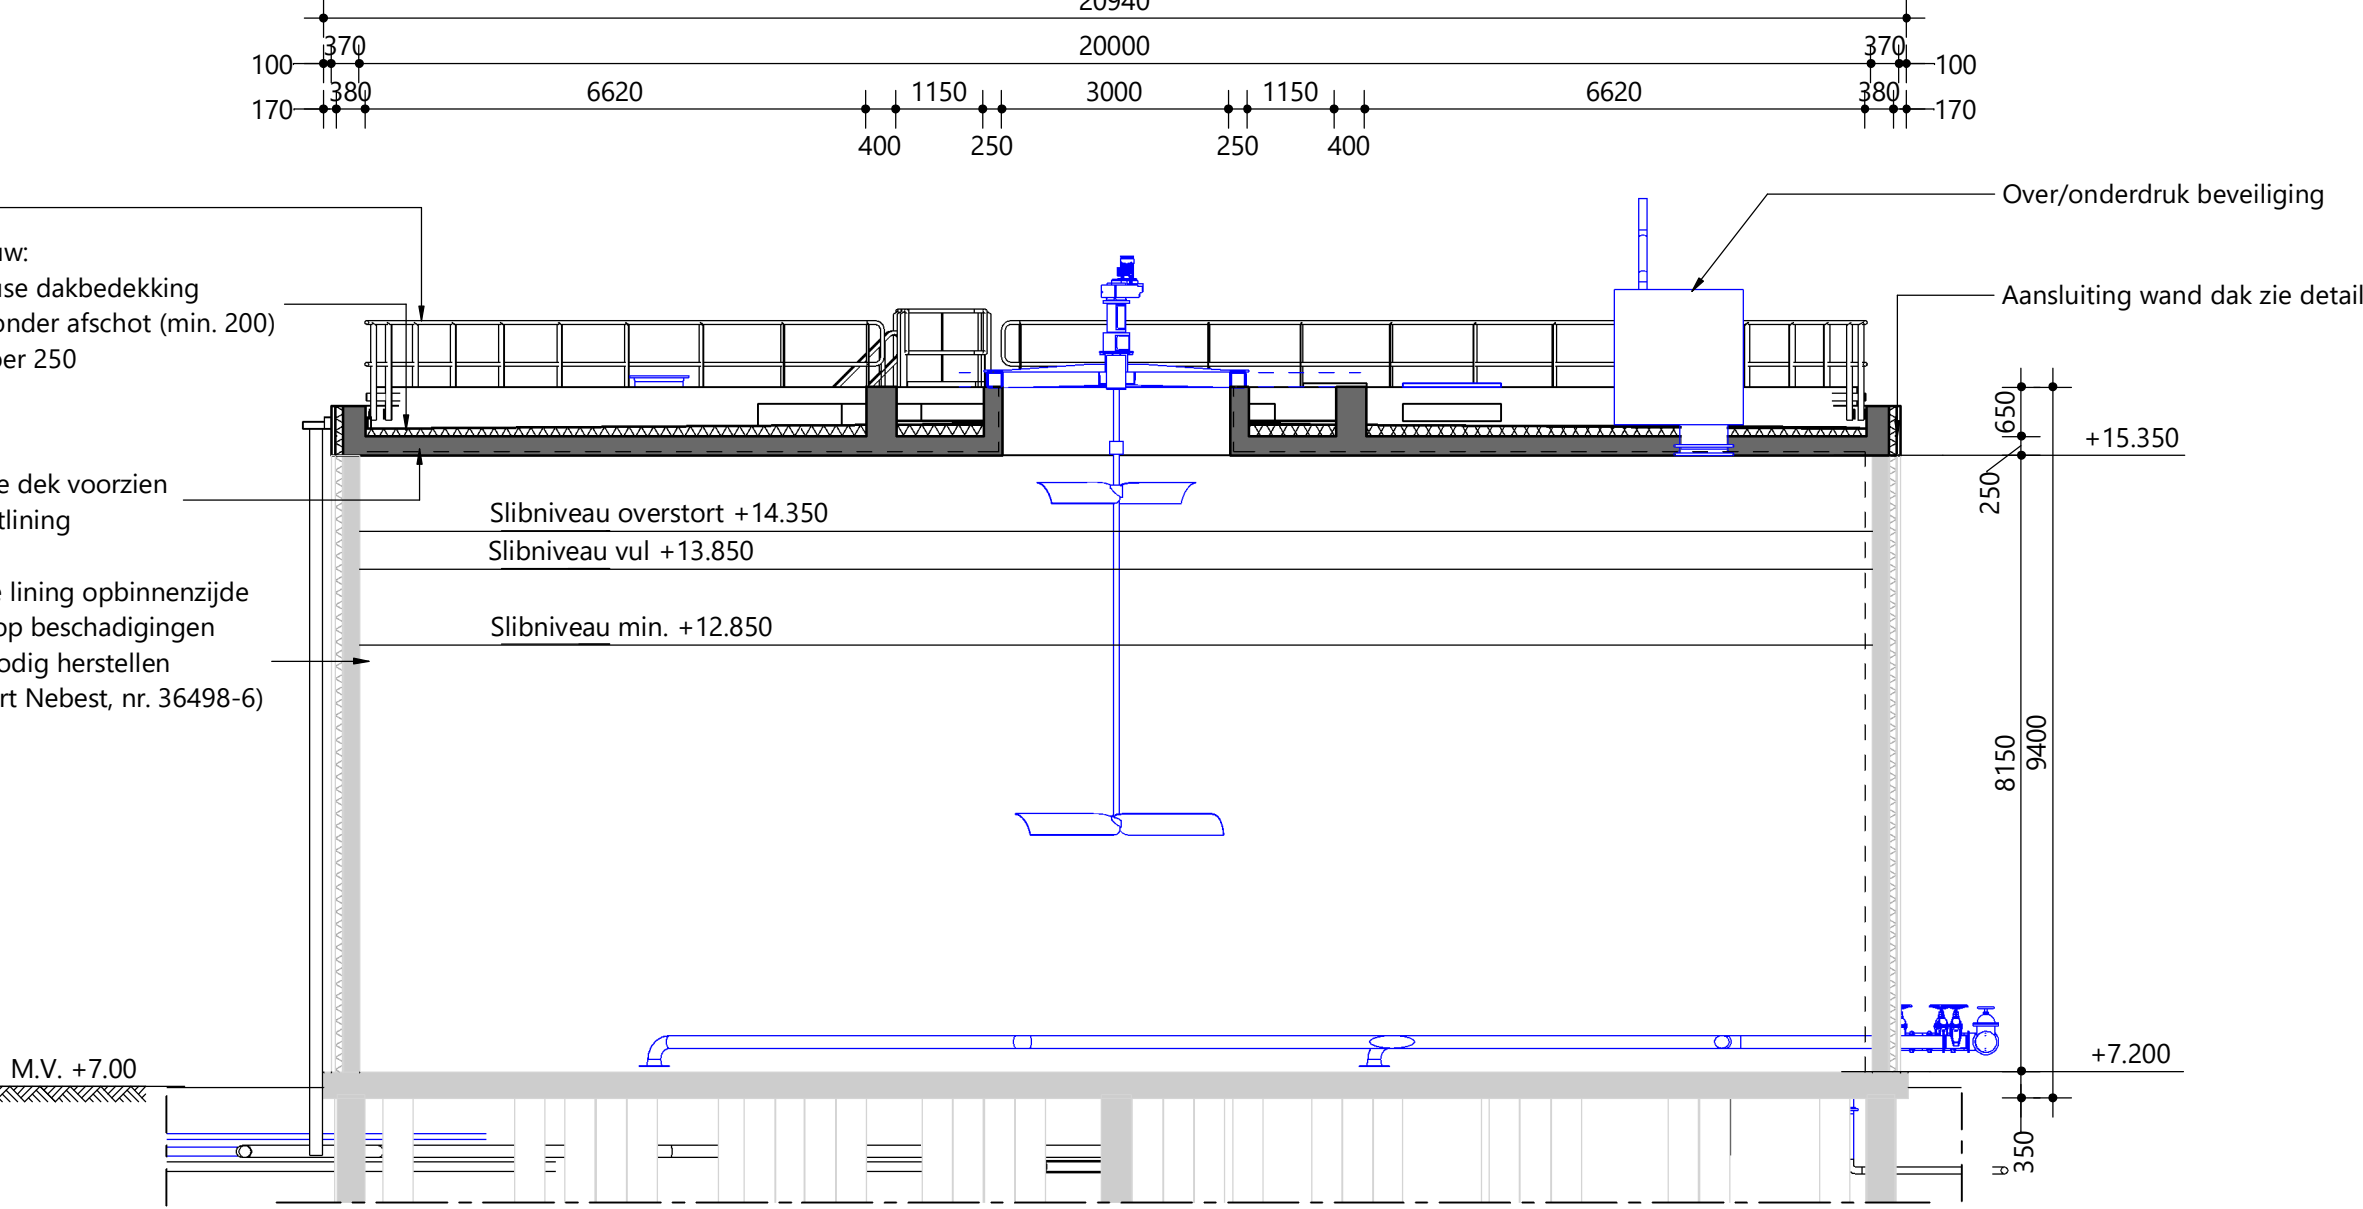 20940
370 20000 370
100 100
380 6620 1150 3000 1150 6620 380
170 170
400 250 250 400
Over/onderdruk beveiliging
uw:
use dakbedekking
onder afschot (min. 200)
per 250
Aansluiting wand dak zie detail
650
+15.350
250
e dek voorzien
tlining
Slibniveau overstort +14.350
Slibniveau vul +13.850
e lining opbinnenzijde
op beschadigingen
odig herstellen
rt Nebest, nr. 36498-6)
Slibniveau min. +12.850
8150
9400
M.V. +7.00
+7.200
350